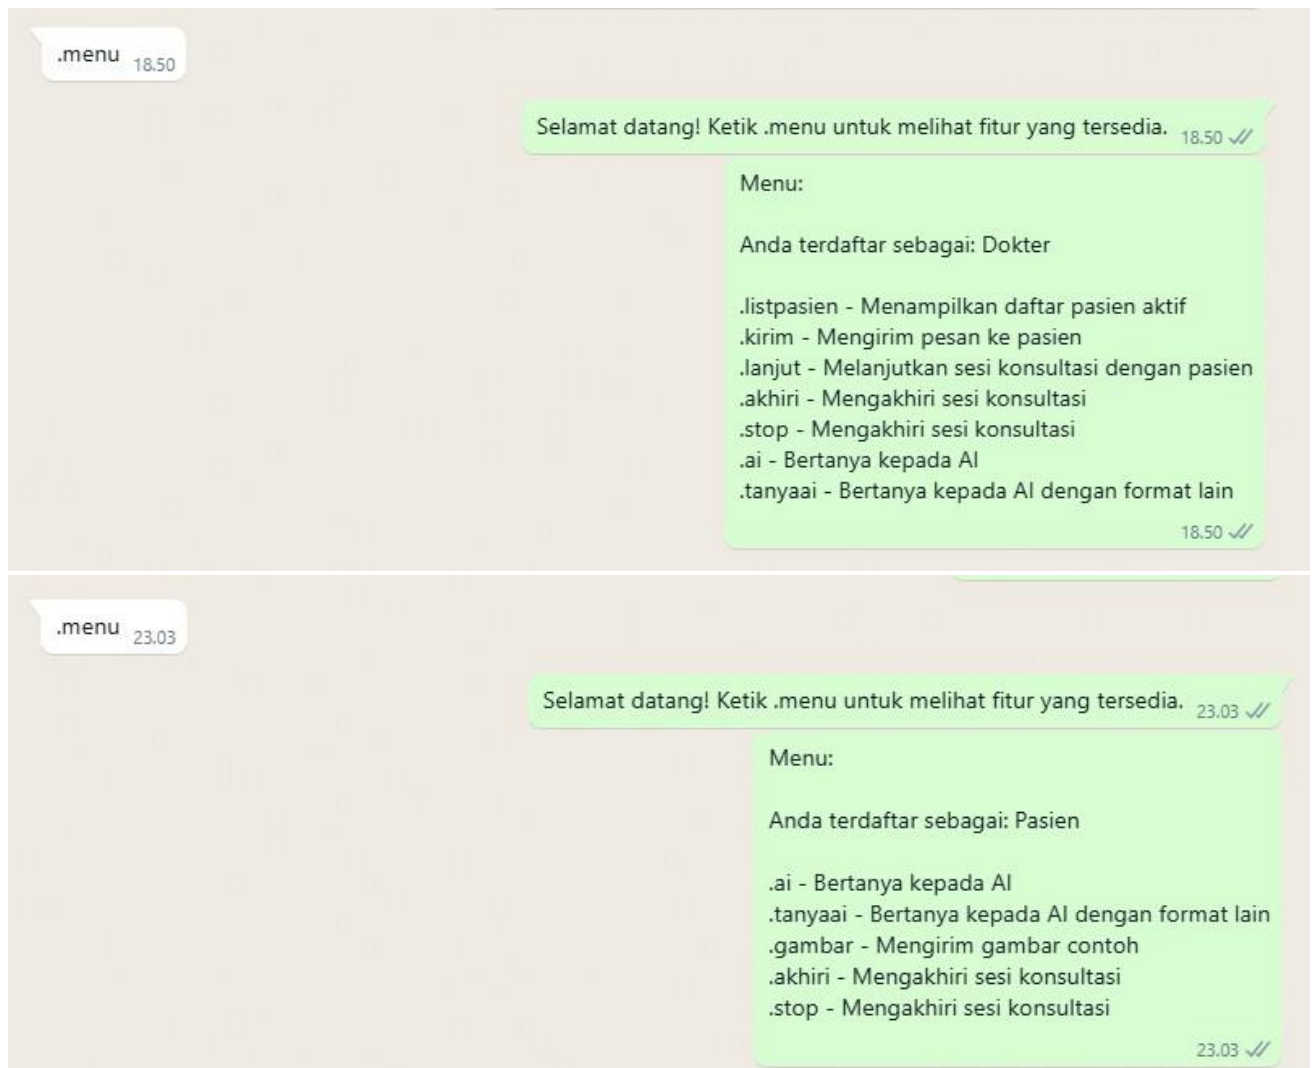 .menu 18.50
Selamat datang! Ketik .menu untuk melihat fitur yang tersedia. 18.50
Menu:
Anda terdaftar sebagai: Dokter
.listpasien - Menampilkan daftar pasien aktif
.kirim - Mengirim pesan ke pasien
.lanjut - Melanjutkan sesi konsultasi dengan pasien
.akhiri - Mengakhiri sesi konsultasi
.stop - Mengakhiri sesi konsultasi
.ai - Bertanya kepada AI
.tanyaai - Bertanya kepada AI dengan format lain
18.50
.menu 23.03
Selamat datang! Ketik .menu untuk melihat fitur yang tersedia. 23.03
Menu:
Anda terdaftar sebagai: Pasien
.ai - Bertanya kepada AI
.tanyaai - Bertanya kepada AI dengan format lain
.gambar - Mengirim gambar contoh
.akhiri - Mengakhiri sesi konsultasi
.stop - Mengakhiri sesi konsultasi
23.03